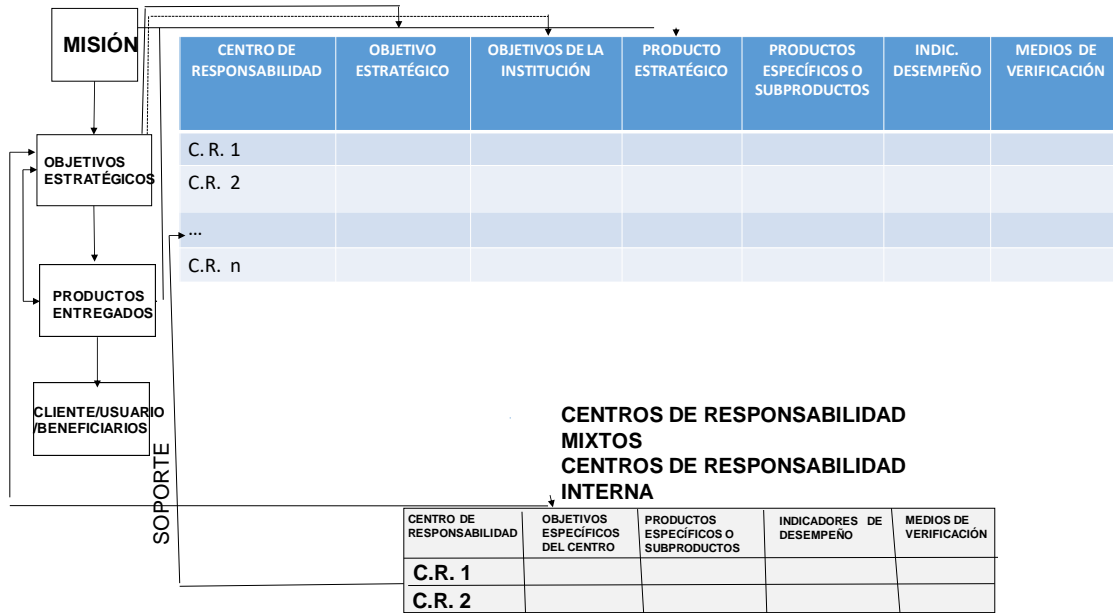 MISIÓN
CENTRO DE
RESPONSABILIDAD
OBJETIVO
ESTRATÉGICO
OBJETIVOS DE LA
INSTITUCIÓN
PRODUCTO
ESTRATÉGICO
PRODUCTOS
ESPECÍFICOS O
SUBPRODUCTOS
INDIC.
DESEMPEÑO
MEDIOS DE
VERIFICACIÓN
C. R. 1
C.R. 2
...
C.R. n
OBJETIVOS
ESTRATÉGICOS
PRODUCTOS
ENTREGADOS
CLIENTE/USUARIO
/BENEFICIARIOS
SOPORTE
CENTROS DE RESPONSABILIDAD
MIXTOS
CENTROS DE RESPONSABILIDAD
INTERNA
CENTRO DE
RESPONSABILIDAD
OBJETIVOS
ESPECÍFICOS
DEL CENTRO
PRODUCTOS
ESPECÍFICOS O
SUBPRODUCTOS
INDICADORES DE
DESEMPEÑO
MEDIOS DE
VERIFICACIÓN
C.R. 1
C.R. 2